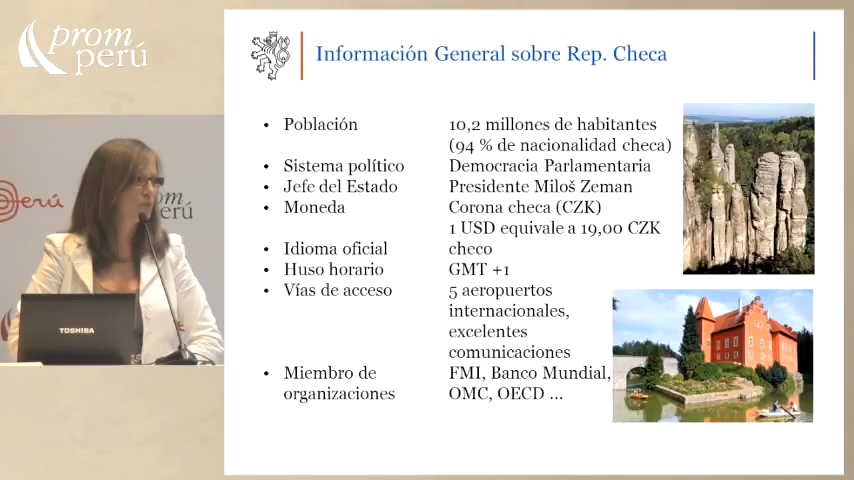 prom
perú
Información General sobre Rep. Checa
• Población 10,2 millones de habitantes
(94 % de nacionalidad checa)
• Sistema político Democracia Parlamentaria
• Jefe del Estado Presidente Miloš Zeman
• Moneda Corona checa (CZK)
1 USD equivale a 19,00 CZK
• Idioma oficial checo
• Huso horario GMT +1
• Vías de acceso 5 aeropuertos
internacionales,
excelentes
comunicaciones
• Miembro de FMI, Banco Mundial,
organizaciones OMC, OECD ...
Perú
om
erú
TOSHIBA